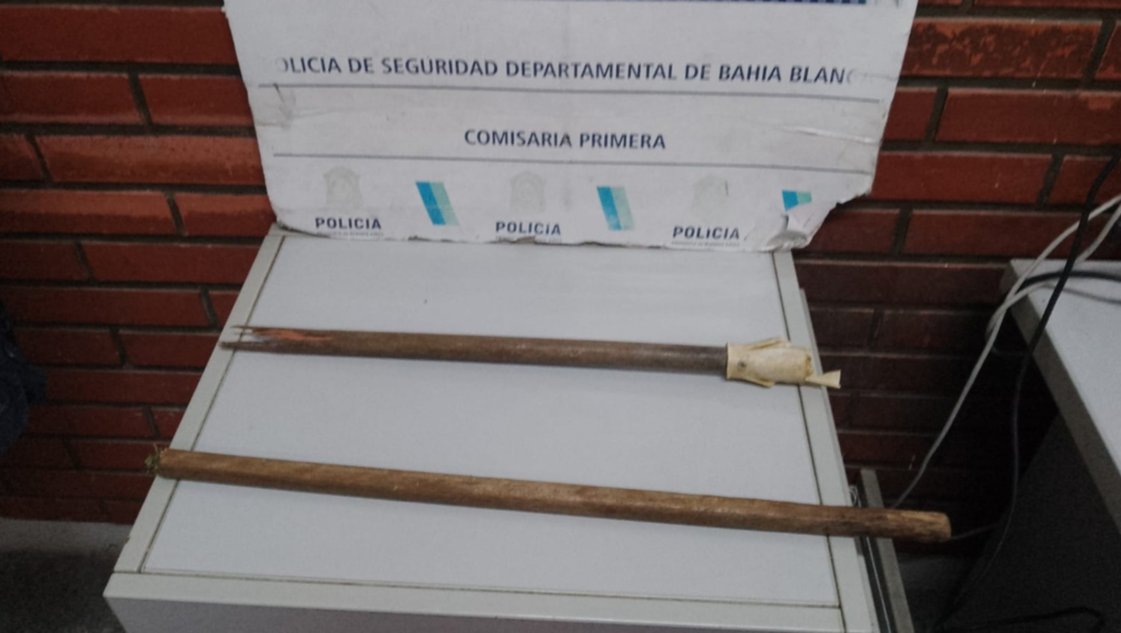 OLICIA DE SEGURIDAD DEPARTAMENTAL DE BAHIA BLANC
COMISARIA PRIMERA
POLICIA
POLICIA
POLICIA